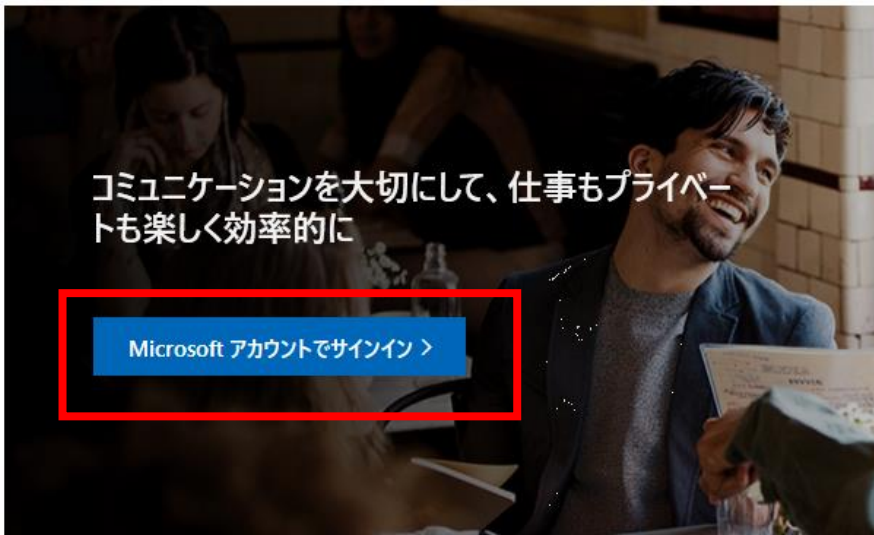 コミュニケーションを大切にして、仕事もプライベー
トも楽しく効率的に
Microsoft アカウントでサインイン >